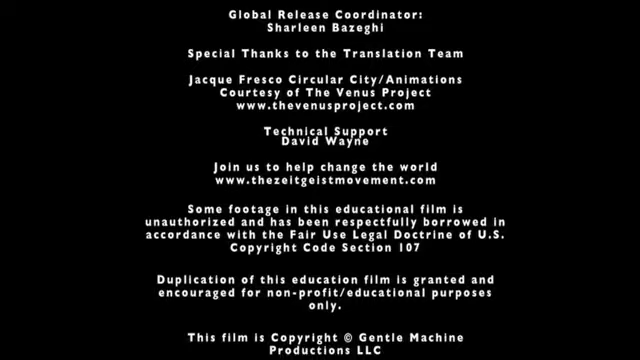 Global Release Coordinator:
Sharleen Bazeghi
Special Thanks to the Translation Team
Jacque Fresco Circular City/Animations
Courtesy of The Venus Project
www.thevenusproject.com
Technical Support
David Wayne
Join us to help change the world
www.thezeitgeistmovement.com
Some footage in this educational film is
unauthorized and has been respectfully borrowed in
accordance with the Fair Use Legal Doctrine of U.S.
Copyright Code Section 107
Duplication of this education film is granted and
encouraged for non-profit/educational purposes
only.
This film is Copyright © Gentle Machine
Productions LLC